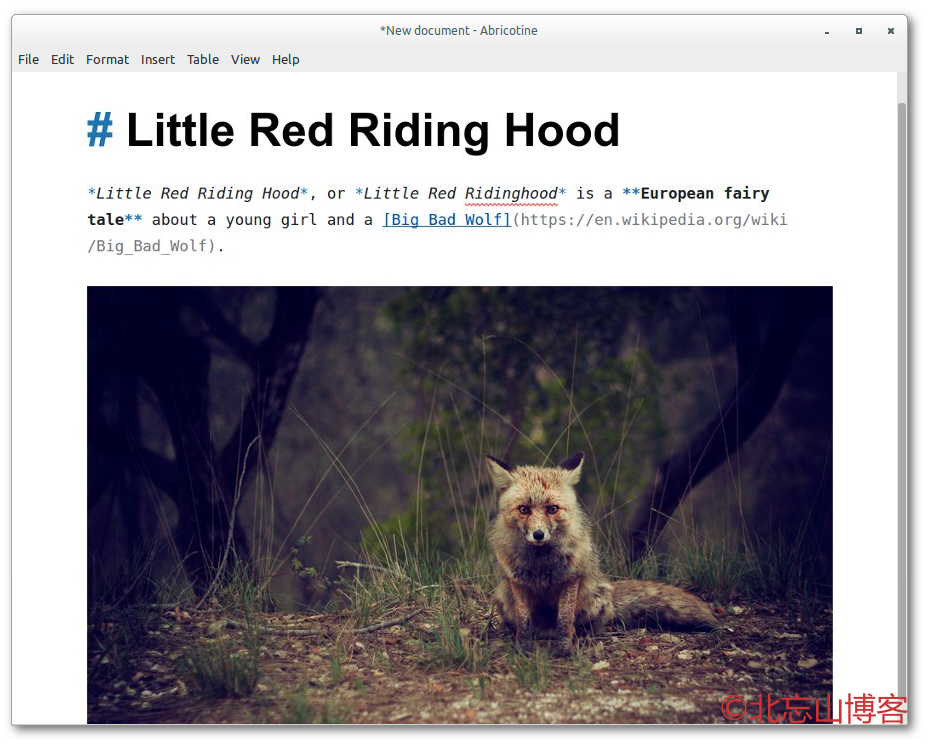 *New document - Abricotine
File Edit Format Insert Table View Help
# Little Red Riding Hood
*Little Red Riding Hood*, or *Little Red Ridinghood* is a **European fairy
tale** about a young girl and a [Big Bad Wolf](https://en.wikipedia.org/wiki
/Big_Bad_Wolf).
©北忘山博客